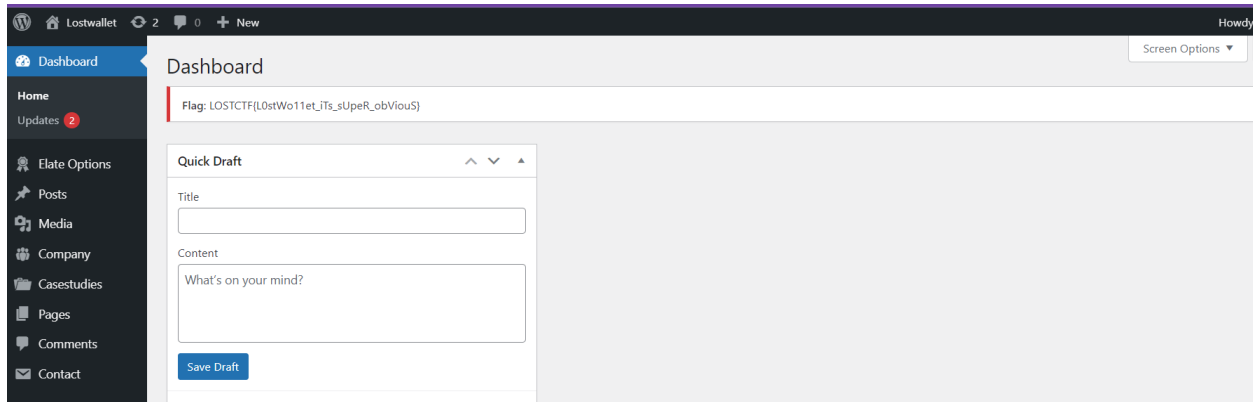 Lostwallet 2 0 New Howdy
Screen Options ▼
Dashboard
Home
Updates 2
Elate Options
Posts
Media
Company
Casestudies
Pages
Comments
Contact
Dashboard
Flag: LOSTCTF{L0stWo11et_iTs_sUpeR_obViouS}
Quick Draft
Title
Content
What's on your mind?
Save Draft